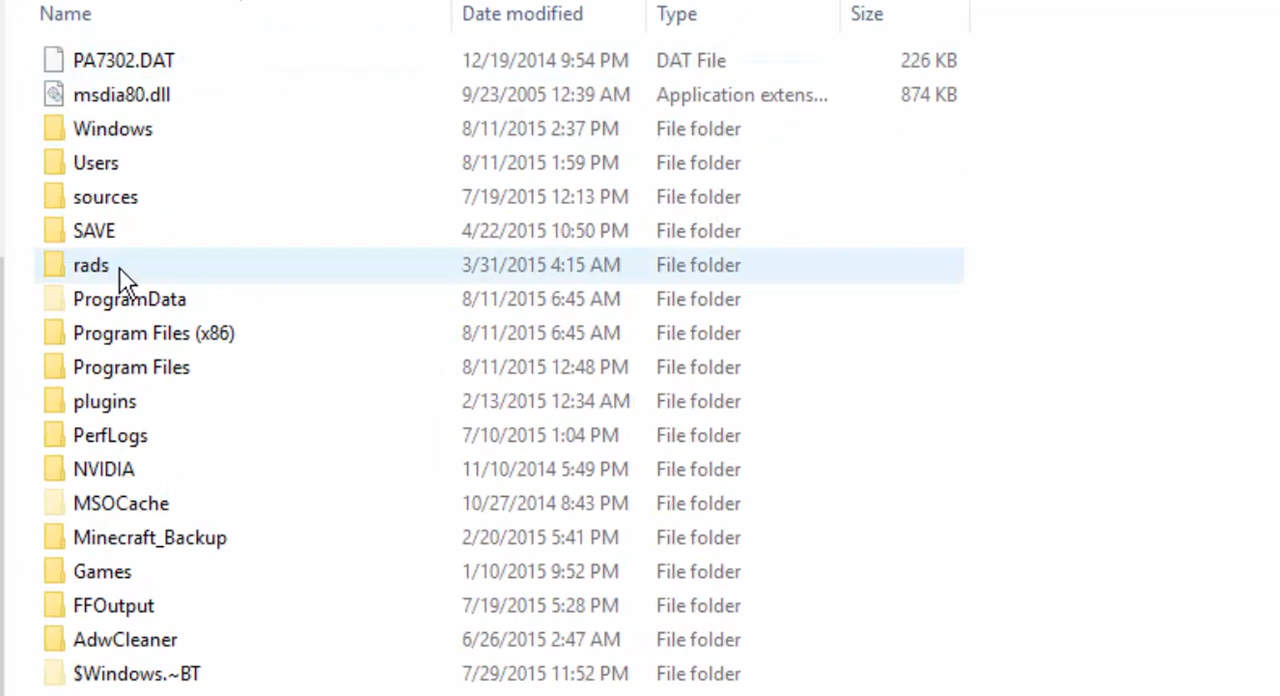 Name Date modified Type Size
PA7302.DAT 12/19/2014 9:54 PM DAT File 226 KB
msdia80.dll 9/23/2005 12:39 AM Application extens... 874 KB
Windows 8/11/2015 2:37 PM File folder
Users 8/11/2015 1:59 PM File folder
sources 7/19/2015 12:13 PM File folder
SAVE 4/22/2015 10:50 PM File folder
rads 3/31/2015 4:15 AM File folder
ProgramData 8/11/2015 6:45 AM File folder
Program Files (x86) 8/11/2015 6:45 AM File folder
Program Files 8/11/2015 12:48 PM File folder
plugins 2/13/2015 12:34 AM File folder
PerfLogs 7/10/2015 1:04 PM File folder
NVIDIA 11/10/2014 5:49 PM File folder
MSOCache 10/27/2014 8:43 PM File folder
Minecraft_Backup 2/20/2015 5:41 PM File folder
Games 1/10/2015 9:52 PM File folder
FFOutput 7/19/2015 5:28 PM File folder
AdwCleaner 6/26/2015 2:47 AM File folder
$Windows.~BT 7/29/2015 11:52 PM File folder